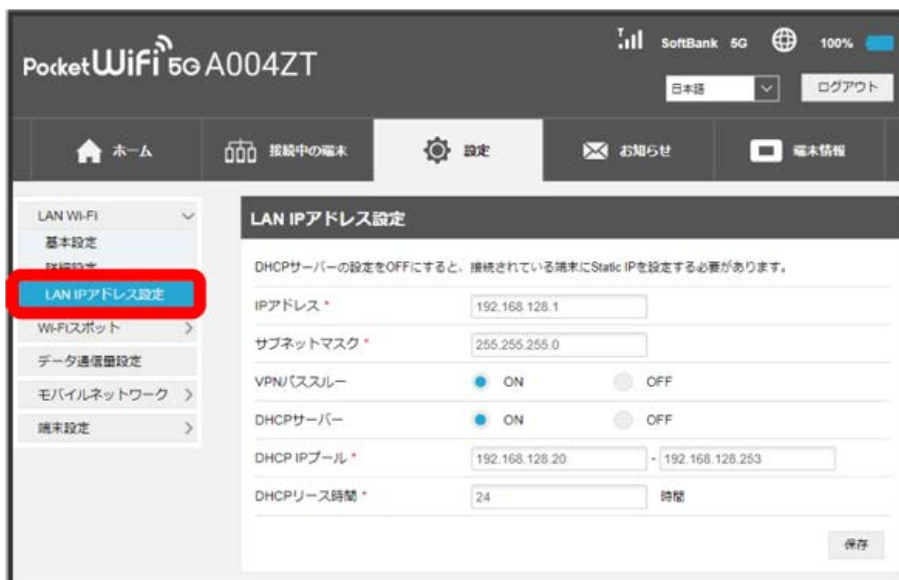 SoftBank 5G 100%
Pocket WiFi 5G A004ZT
日本語 ログアウト
ホーム 接続中の端末 設定 お知らせ 端末情報
LAN Wi-Fi
基本設定
詳細設定
LAN IPアドレス設定
Wi-Fiスポット
データ通信量設定
モバイルネットワーク
端末設定
LAN IPアドレス設定
DHCPサーバーの設定をOFFにすると、接続されている端末にStatic IPを設定する必要があります。
IPアドレス * 192.168.128.1
サブネットマスク * 255.255.255.0
VPNパススルー ON OFF
DHCPサーバー ON OFF
DHCP IPプール * 192.168.128.20 - 192.168.128.253
DHCPリース時間 * 24 時間
保存